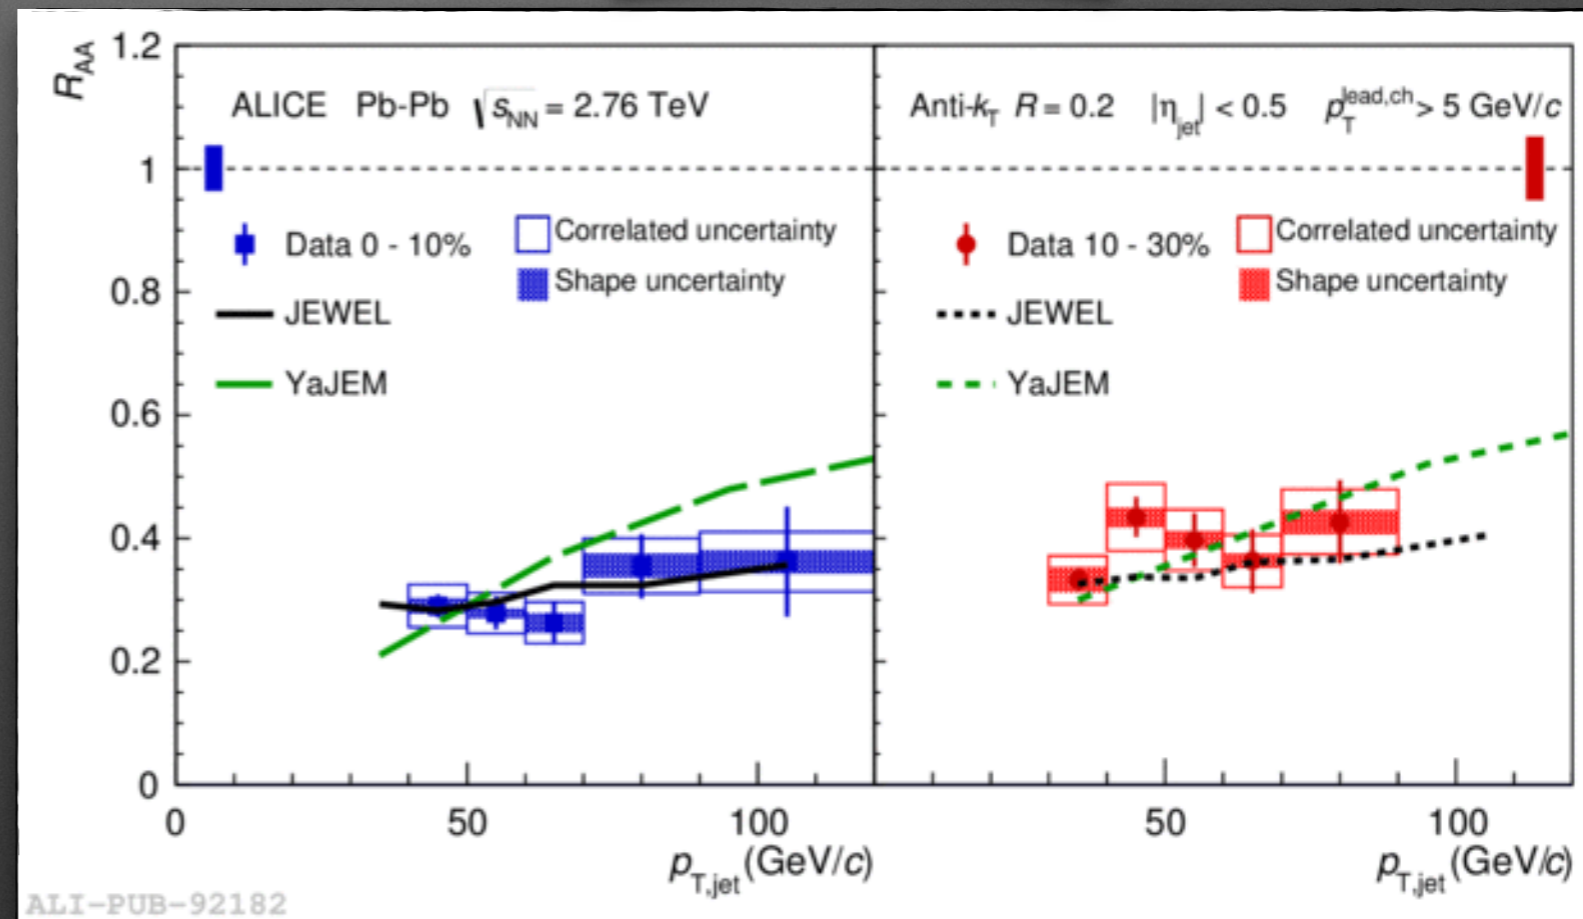 R_AA
1.2
1
0.8
0.6
0.4
0.2
0
ALICE Pb-Pb √s_NN = 2.76 TeV
Data 0 - 10%
JEWEL
YaJEM
Correlated uncertainty
Shape uncertainty
0 50 100
p_T,jet (GeV/c)
Anti-k_T R = 0.2 |η_jet| < 0.5 p_T^lead,ch > 5 GeV/c
Data 10 - 30%
JEWEL
YaJEM
Correlated uncertainty
Shape uncertainty
50 100
p_T,jet (GeV/c)
ALI-PUB-92182